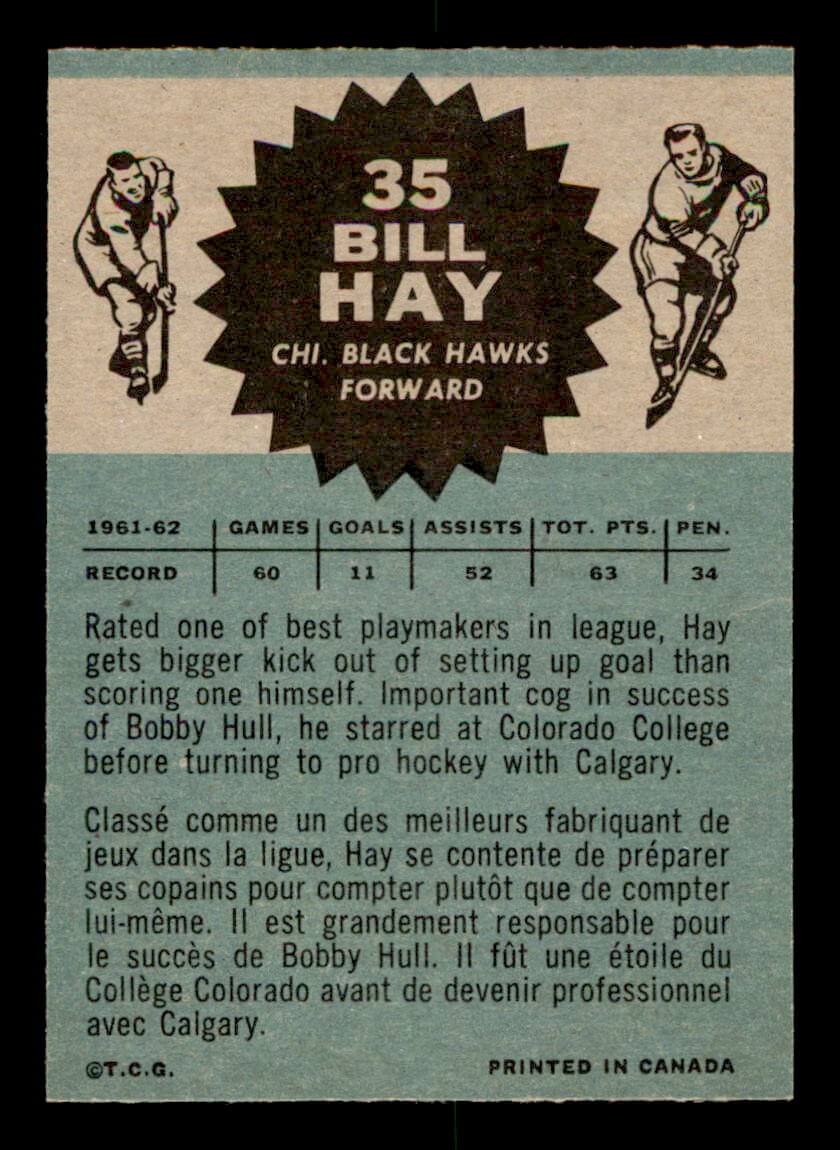 35
BILL
HAY
CHI. BLACK HAWKS
FORWARD
1961-62 GAMES GOALS ASSISTS TOT. PTS. PEN.
RECORD 60 11 52 63 34
Rated one of best playmakers in league, Hay
gets bigger kick out of setting up goal than
scoring one himself. Important cog in success
of Bobby Hull, he starred at Colorado College
before turning to pro hockey with Calgary.
Classé comme un des meilleurs fabriquant de
jeux dans la ligue, Hay se contente de préparer
ses copains pour compter plutôt que de compter
lui-même. Il est grandement responsable pour
le succès de Bobby Hull. Il fût une étoile du
Collège Colorado avant de devenir professionnel
avec Calgary.
©T.C.G. PRINTED IN CANADA